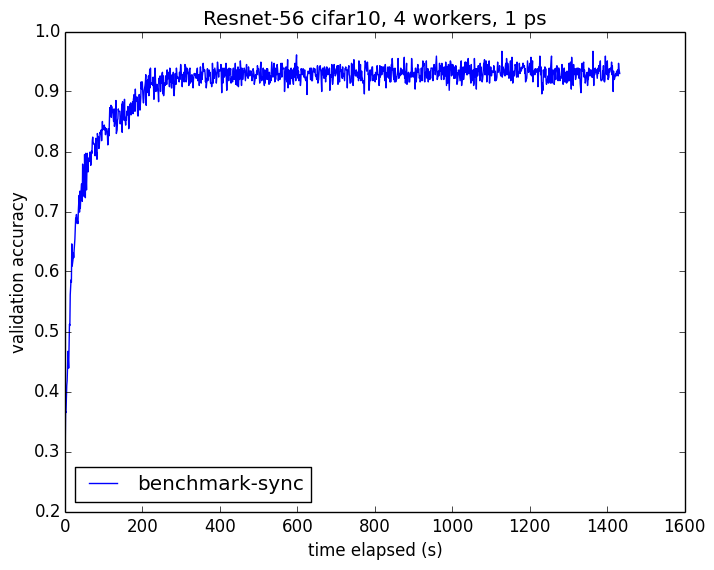 Resnet-56 cifar10, 4 workers, 1 ps
1.0
0.9
0.8
0.7
0.6
0.5
0.4
0.3
0.2
validation accuracy
benchmark-sync
0 200 400 600 800 1000 1200 1400 1600
time elapsed (s)